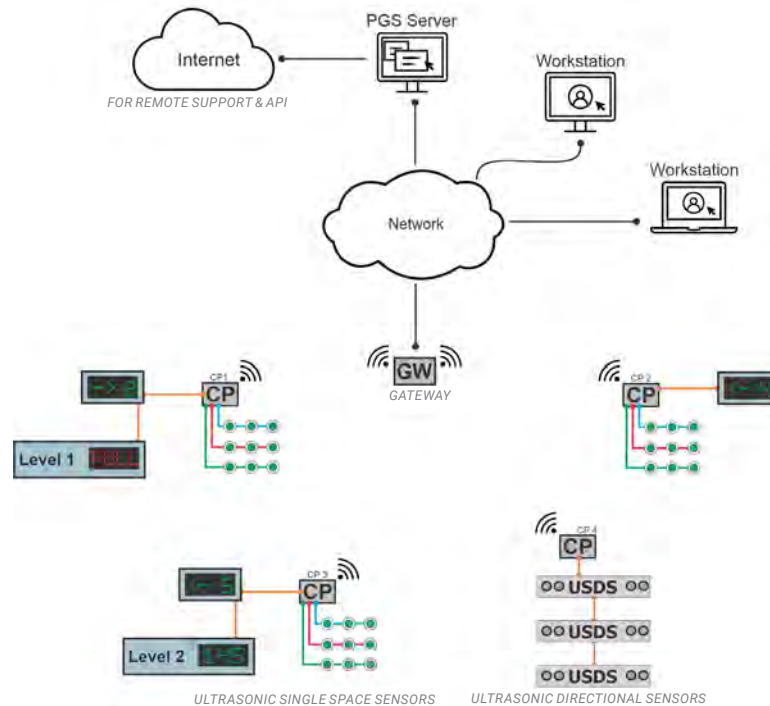 PGS Server
Internet
FOR REMOTE SUPPORT & API
Workstation
Workstation
Network
GW
GATEWAY
CP1
CP
CP 2
CP
Level 1
FULL
CP 4
CP
CP 3
CP
USDS
USDS
Level 2
USDS
ULTRASONIC SINGLE SPACE SENSORS
ULTRASONIC DIRECTIONAL SENSORS